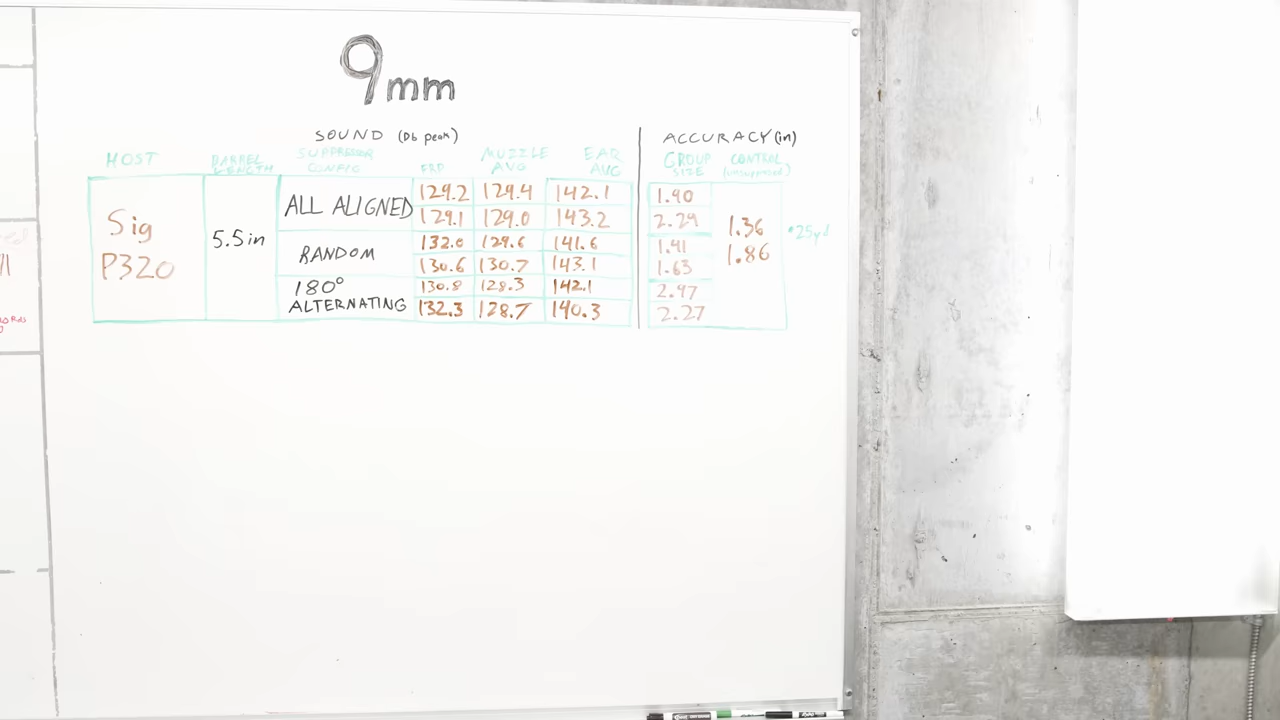 9mm
SOUND (Db peak)
ACCURACY (in)
HOST
BARREL LENGTH
SUPPRESSOR CONFIG
FRP
MUZZLE AVG
EAR AVG
GROUP SIZE
CONTROL (unsuppressed)
Sig P320
5.5in
ALL ALIGNED
129.2 129.4 142.1 1.90
129.1 129.0 143.2 2.29
RANDOM
132.0 129.6 141.6 1.41
130.6 130.7 143.1 1.63
180° ALTERNATING
130.8 128.3 142.1 2.97
132.3 128.7 140.3 2.27
1.36
1.86
*25yd